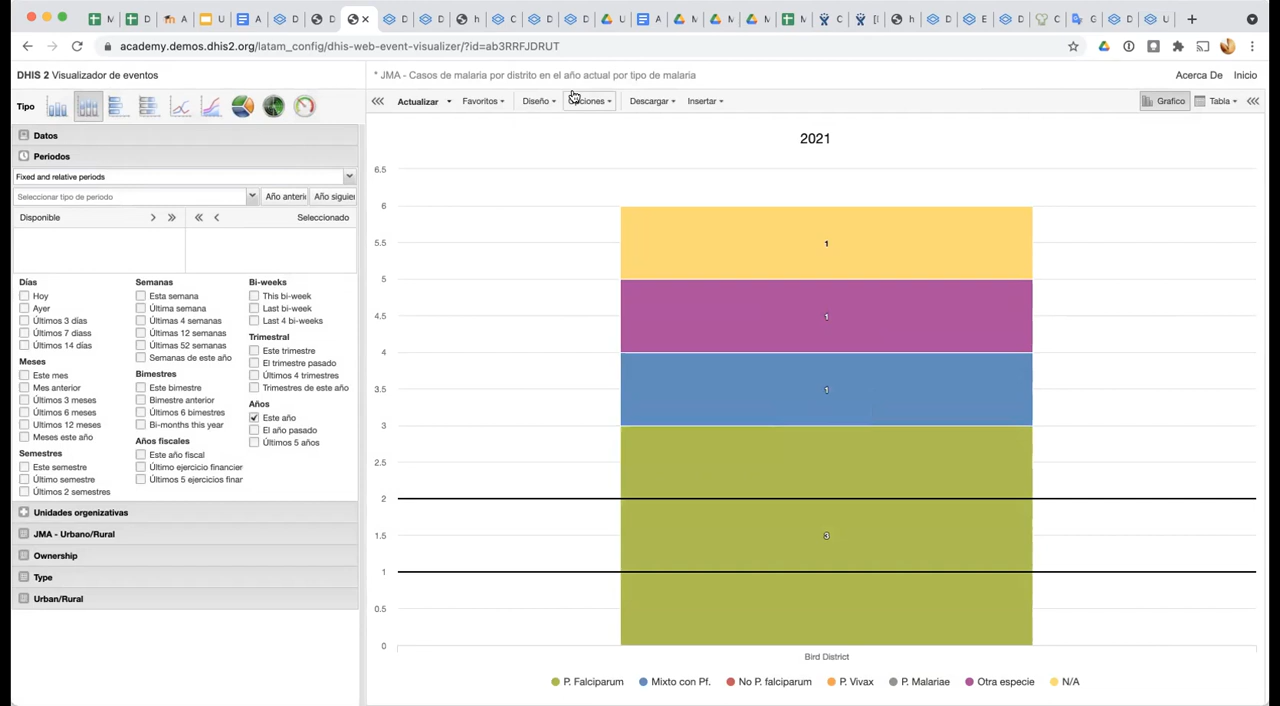 academy.demos.dhis2.org/latam_config/dhis-web-event-visualizer/?id=ab3RRFJDRUT
DHIS 2 Visualizador de eventos
* JMA - Casos de malaria por distrito en el año actual por tipo de malaria
Acerca De Inicio
Tipo
Actualizar Favoritos Diseño Descargar Insertar Grafico Tabla
Datos
Periodos
Fixed and relative periods
Seleccionar tipo de periodo Año anteri Año siguie
Disponible Seleccionado
Días
Hoy
Ayer
Últimos 3 días
Últimos 7 diass
Últimos 14 días
Meses
Este mes
Mes anterior
Últimos 3 meses
Últimos 6 meses
Ultimos 12 meses
Meses este año
Semestres
Este semestre
Último semestre
Últimos 2 semestres
Semanas
Esta semana
Última semana
Últimas 4 semanas
Últimas 12 semanas
Últimas 52 semanas
Semanas de este año
Bimestres
Este bimestre
Bimestre anterior
Últimos 6 bimestres
Bi-months this year
Años fiscales
Este año fiscal
Último ejercicio financier
Últimos 5 ejercicios finar
Bi-weeks
This bi-week
Last bi-week
Last 4 bi-weeks
Trimestral
Este trimestre
El trimestre pasado
Últimos 4 trimestres
Trimestres de este año
Años
Este año
El año pasado
Últimos 5 años
Unidades organizativas
JMA - Urbano/Rural
Ownership
Type
Urban/Rural
2021
6.5
6
5.5
5
4.5
4
3.5
3
2.5
2
1.5
1
0.5
0
1
1
1
3
Bird District
P. Falciparum Mixto con Pf. No P. falciparum P. Vivax P. Malariae Otra especie N/A